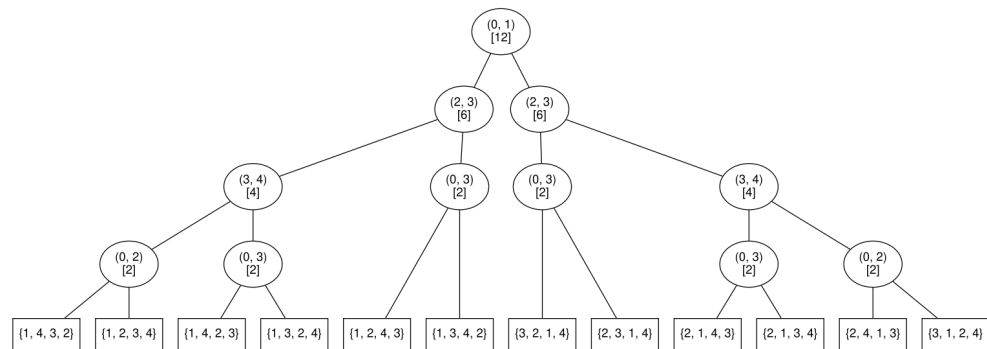 (0, 1)
[12]
(2, 3)
[6]
(2, 3)
[6]
(3, 4)
[4]
(0, 3)
[2]
(0, 3)
[2]
(3, 4)
[4]
(0, 2)
[2]
(0, 3)
[2]
(0, 3)
[2]
(0, 2)
[2]
{1, 4, 3, 2}
{1, 2, 3, 4}
{1, 4, 2, 3}
{1, 3, 2, 4}
{1, 2, 4, 3}
{1, 3, 4, 2}
{3, 2, 1, 4}
{2, 3, 1, 4}
{2, 1, 4, 3}
{2, 1, 3, 4}
{2, 4, 1, 3}
{3, 1, 2, 4}